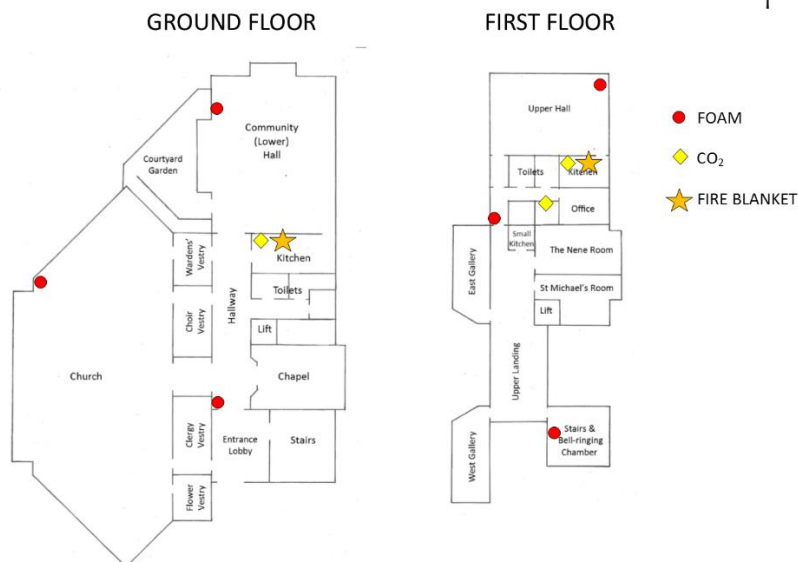 GROUND FLOOR
FIRST FLOOR
Community
(Lower)
Hall
Courtyard
Garden
Wardens'
Vestry
Kitchen
Toilets
Hallway
Choir
Vestry
Lift
Church
Chapel
Clergy
Vestry
Entrance
Lobby
Stairs
Flower
Vestry
Upper Hall
Toilets
Kitchen
Office
Small
Kitchen
The Nene Room
East Gallery
St Michael's Room
Lift
Upper Landing
West Gallery
Stairs &
Bell-ringing
Chamber
FOAM
CO₂
FIRE BLANKET